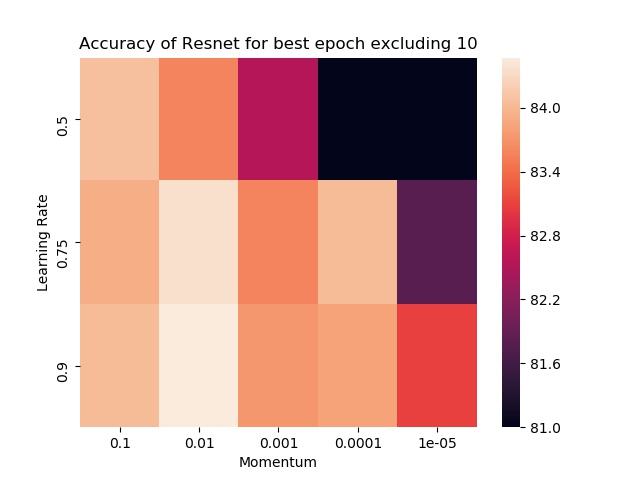 Accuracy of Resnet for best epoch excluding 10
Learning Rate
0.5
0.75
0.9
0.1 0.01 0.001 0.0001 1e-05
Momentum
84.0
83.4
82.8
82.2
81.6
81.0